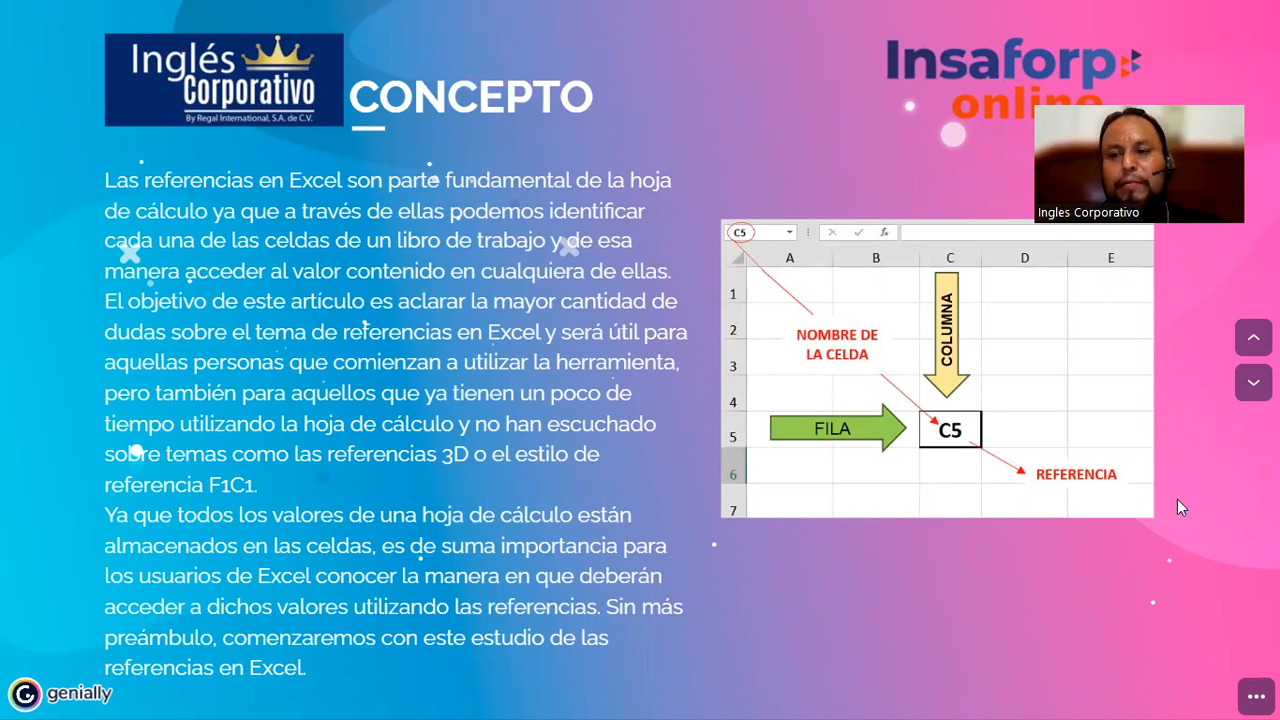 Inglés
Corporativo
By Regal International, S.A. de C.V.
CONCEPTO
Insaforp
online
Ingles Corporativo
Las referencias en Excel son parte fundamental de la hoja
de cálculo ya que a través de ellas podemos identificar
cada una de las celdas de un libro de trabajo y de esa
manera acceder al valor contenido en cualquiera de ellas.
El objetivo de este artículo es aclarar la mayor cantidad de
dudas sobre el tema de referencias en Excel y será útil para
aquellas personas que comienzan a utilizar la herramienta,
pero también para aquellos que ya tienen un poco de
tiempo utilizando la hoja de cálculo y no han escuchado
sobre temas como las referencias 3D o el estilo de
referencia F1C1.
Ya que todos los valores de una hoja de cálculo están
almacenados en las celdas, es de suma importancia para
los usuarios de Excel conocer la manera en que deberán
acceder a dichos valores utilizando las referencias. Sin más
preámbulo, comenzaremos con este estudio de las
referencias en Excel.
C5
fx
A B C D E
1
2
3
4
5
6
7
NOMBRE DE
LA CELDA
COLUMNA
FILA
C5
REFERENCIA
genially